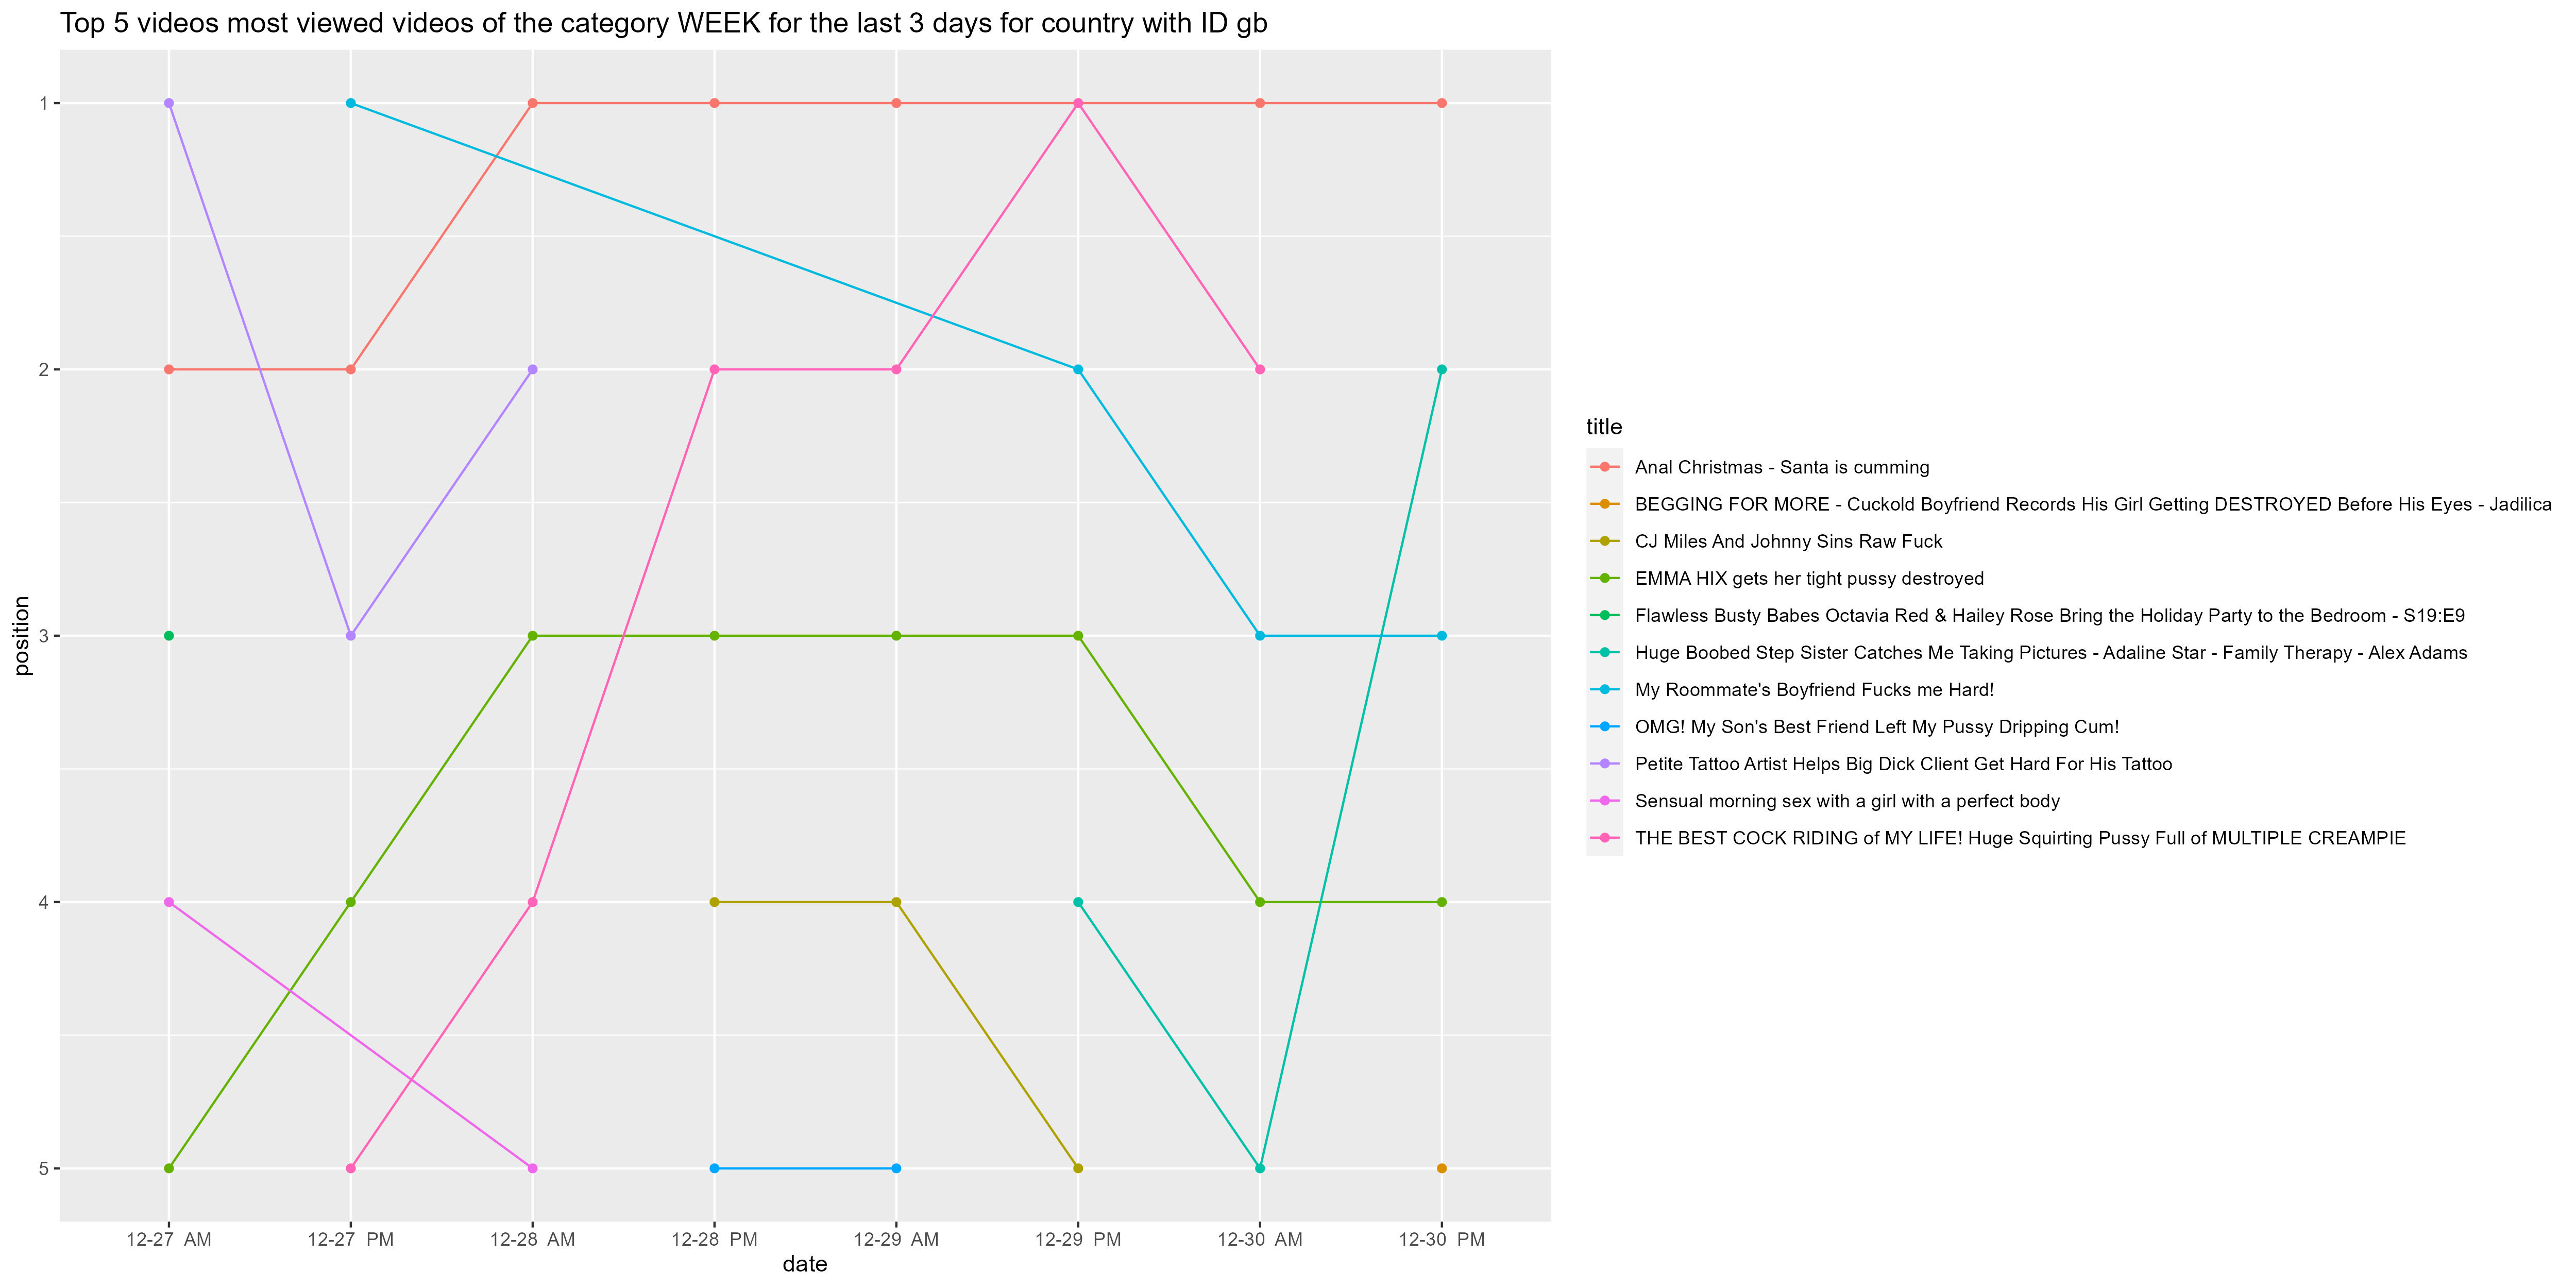 Top 5 videos most viewed videos of the category WEEK for the last 3 days for country with ID gb
position
1
2
3
4
5
12-27 AM
12-27 PM
12-28 AM
12-28 PM
12-29 AM
12-29 PM
12-30 AM
12-30 PM
date
title
Anal Christmas - Santa is cumming
BEGGING FOR MORE - Cuckold Boyfriend Records His Girl Getting DESTROYED Before His Eyes - Jadilica
CJ Miles And Johnny Sins Raw Fuck
EMMA HIX gets her tight pussy destroyed
Flawless Busty Babes Octavia Red & Hailey Rose Bring the Holiday Party to the Bedroom - S19:E9
Huge Boobed Step Sister Catches Me Taking Pictures - Adaline Star - Family Therapy - Alex Adams
My Roommate's Boyfriend Fucks me Hard!
OMG! My Son's Best Friend Left My Pussy Dripping Cum!
Petite Tattoo Artist Helps Big Dick Client Get Hard For His Tattoo
Sensual morning sex with a girl with a perfect body
THE BEST COCK RIDING of MY LIFE! Huge Squirting Pussy Full of MULTIPLE CREAMPIE